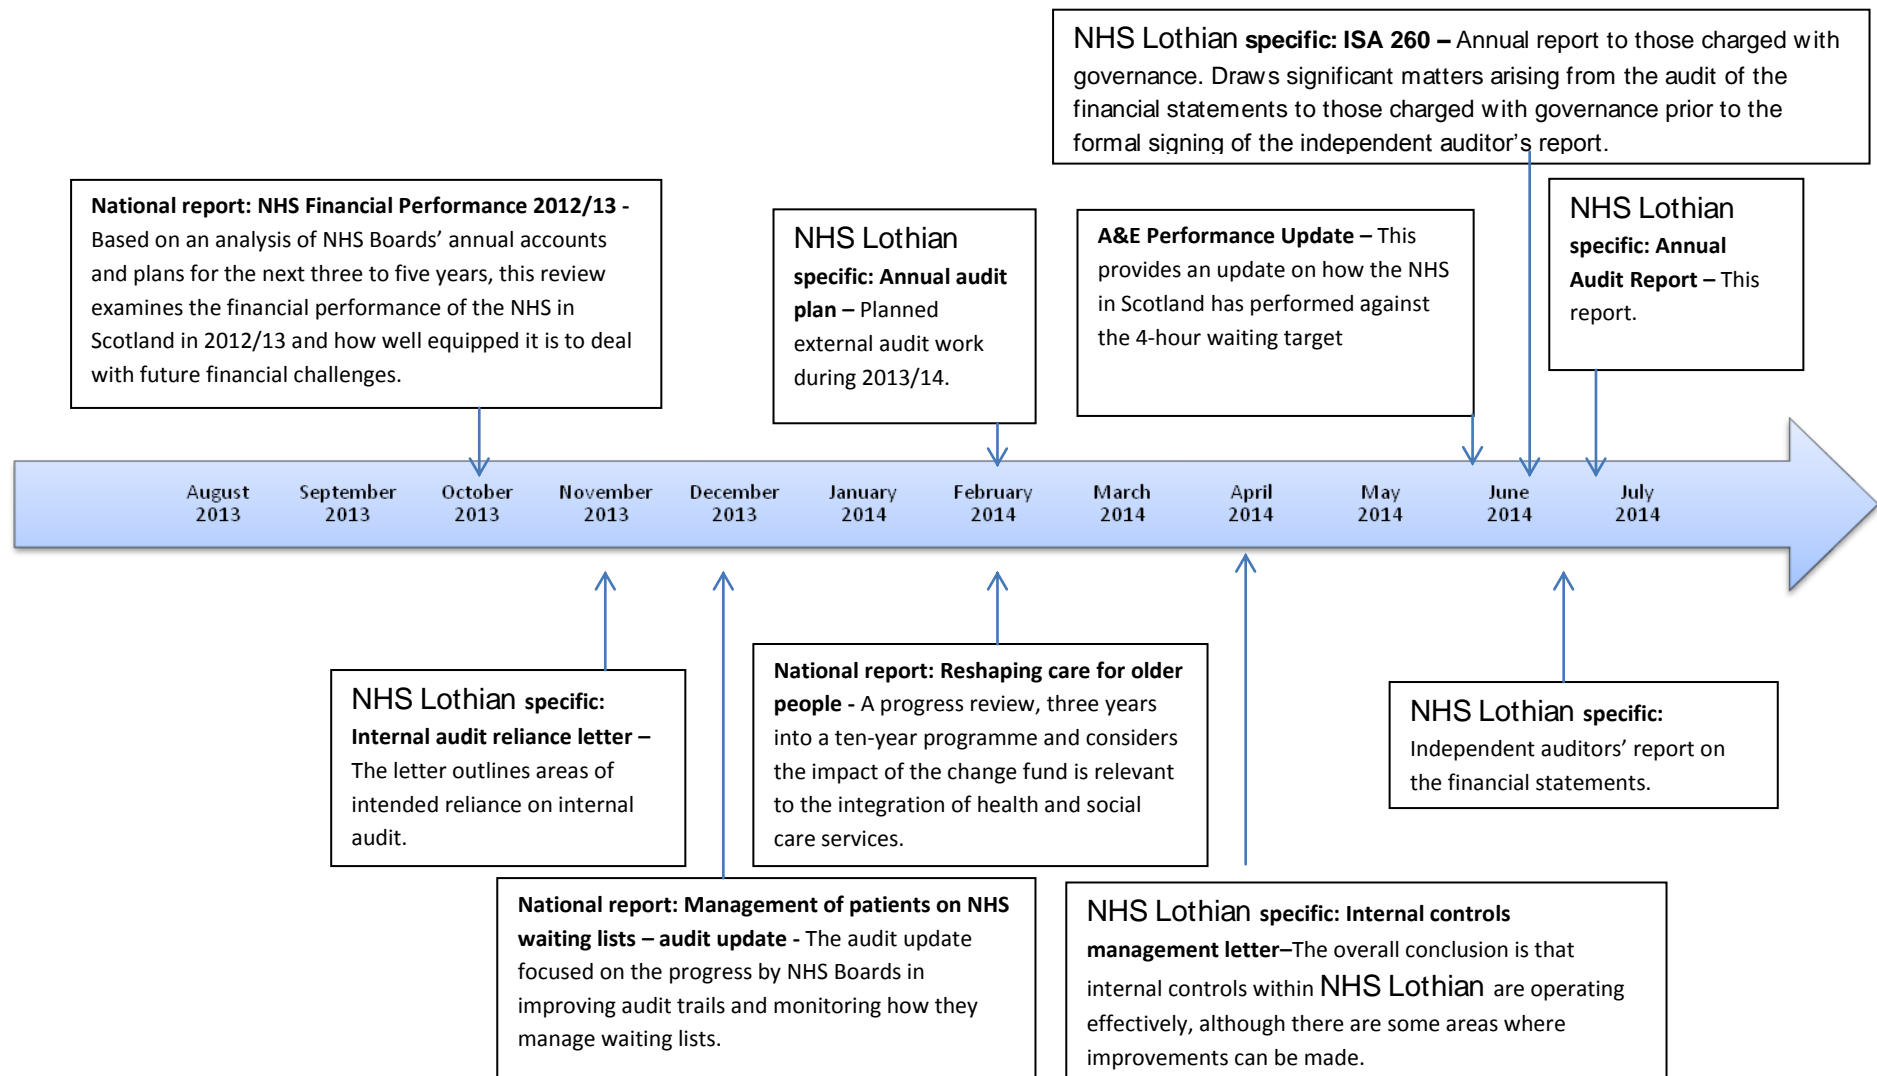 NHS Lothian specific: ISA 260 – Annual report to those charged with
governance. Draws significant matters arising from the audit of the
financial statements to those charged with governance prior to the
formal signing of the independent auditor's report.
National report: NHS Financial Performance 2012/13 -
Based on an analysis of NHS Boards' annual accounts
and plans for the next three to five years, this review
examines the financial performance of the NHS in
Scotland in 2012/13 and how well equipped it is to deal
with future financial challenges.
NHS Lothian
specific: Annual audit
plan – Planned
external audit work
during 2013/14.
A&E Performance Update – This
provides an update on how the NHS
in Scotland has performed against
the 4-hour waiting target
NHS Lothian
specific: Annual
Audit Report – This
report.
August
2013
September
2013
October
2013
November
2013
December
2013
January
2014
February
2014
March
2014
April
2014
May
2014
June
2014
July
2014
NHS Lothian specific:
Internal audit reliance letter –
The letter outlines areas of
intended reliance on internal
audit.
National report: Reshaping care for older
people - A progress review, three years
into a ten-year programme and considers
the impact of the change fund is relevant
to the integration of health and social
care services.
NHS Lothian specific:
Independent auditors' report on
the financial statements.
National report: Management of patients on NHS
waiting lists – audit update - The audit update
focused on the progress by NHS Boards in
improving audit trails and monitoring how they
manage waiting lists.
NHS Lothian specific: Internal controls
management letter–The overall conclusion is that
internal controls within NHS Lothian are operating
effectively, although there are some areas where
improvements can be made.